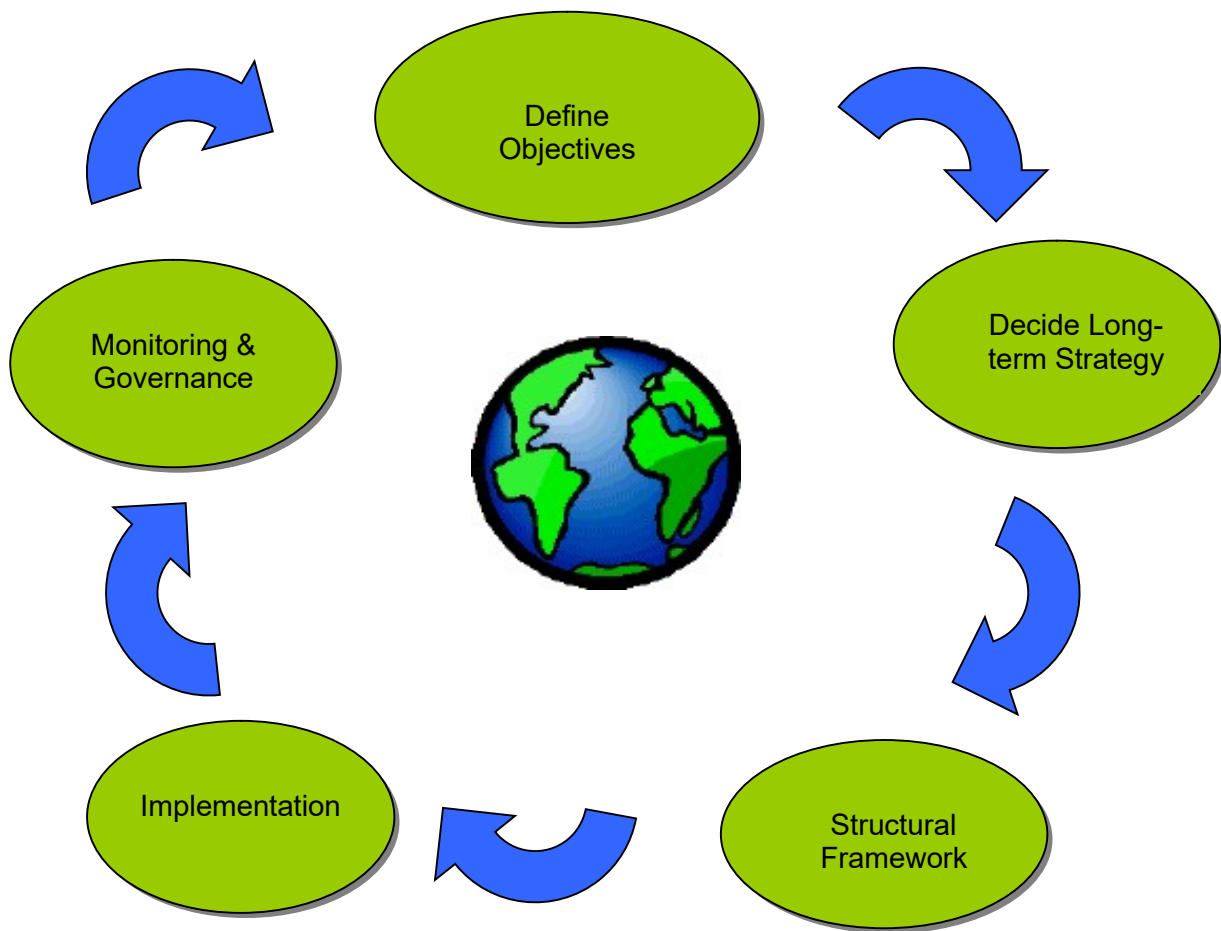 Define
Objectives
Decide Long-
term Strategy
Structural
Framework
Implementation
Monitoring &
Governance